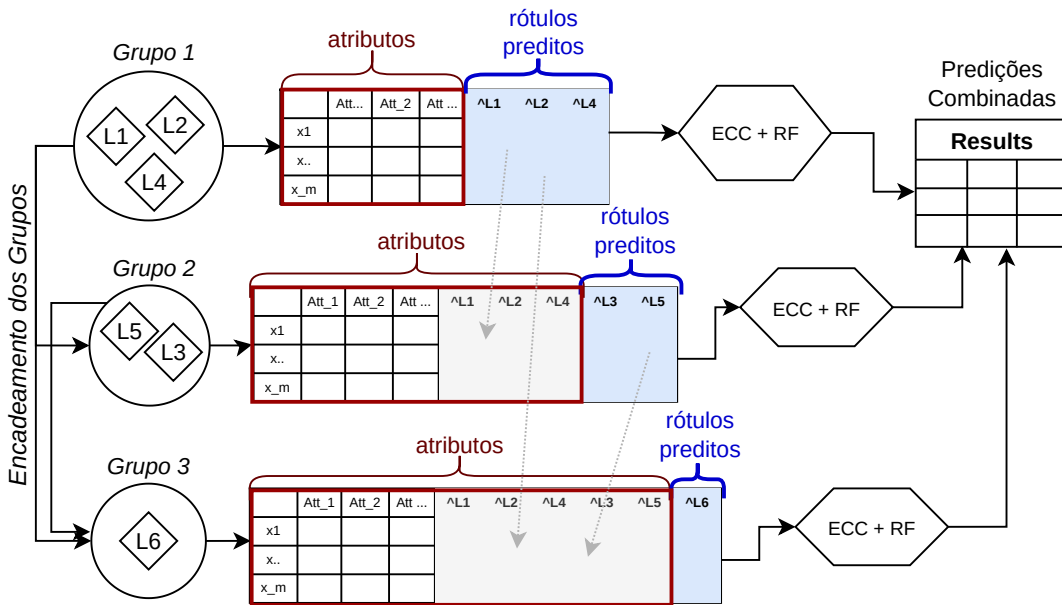 Grupo 1
atributos
rótulos
preditos
L1
L2
L4
Att...
Att_2
Att ...
^L1
^L2
^L4
x1
x..
x_m
ECC + RF
Predições
Combinadas
Results
Encadeamento dos Grupos
Grupo 2
atributos
rótulos
preditos
L5
L3
Att_1
Att_2
Att ...
^L1
^L2
^L4
^L3
^L5
x1
x..
x_m
ECC + RF
Grupo 3
atributos
rótulos
preditos
L6
Att_1
Att_2
Att ...
^L1
^L2
^L4
^L3
^L5
^L6
x1
x..
x_m
ECC + RF